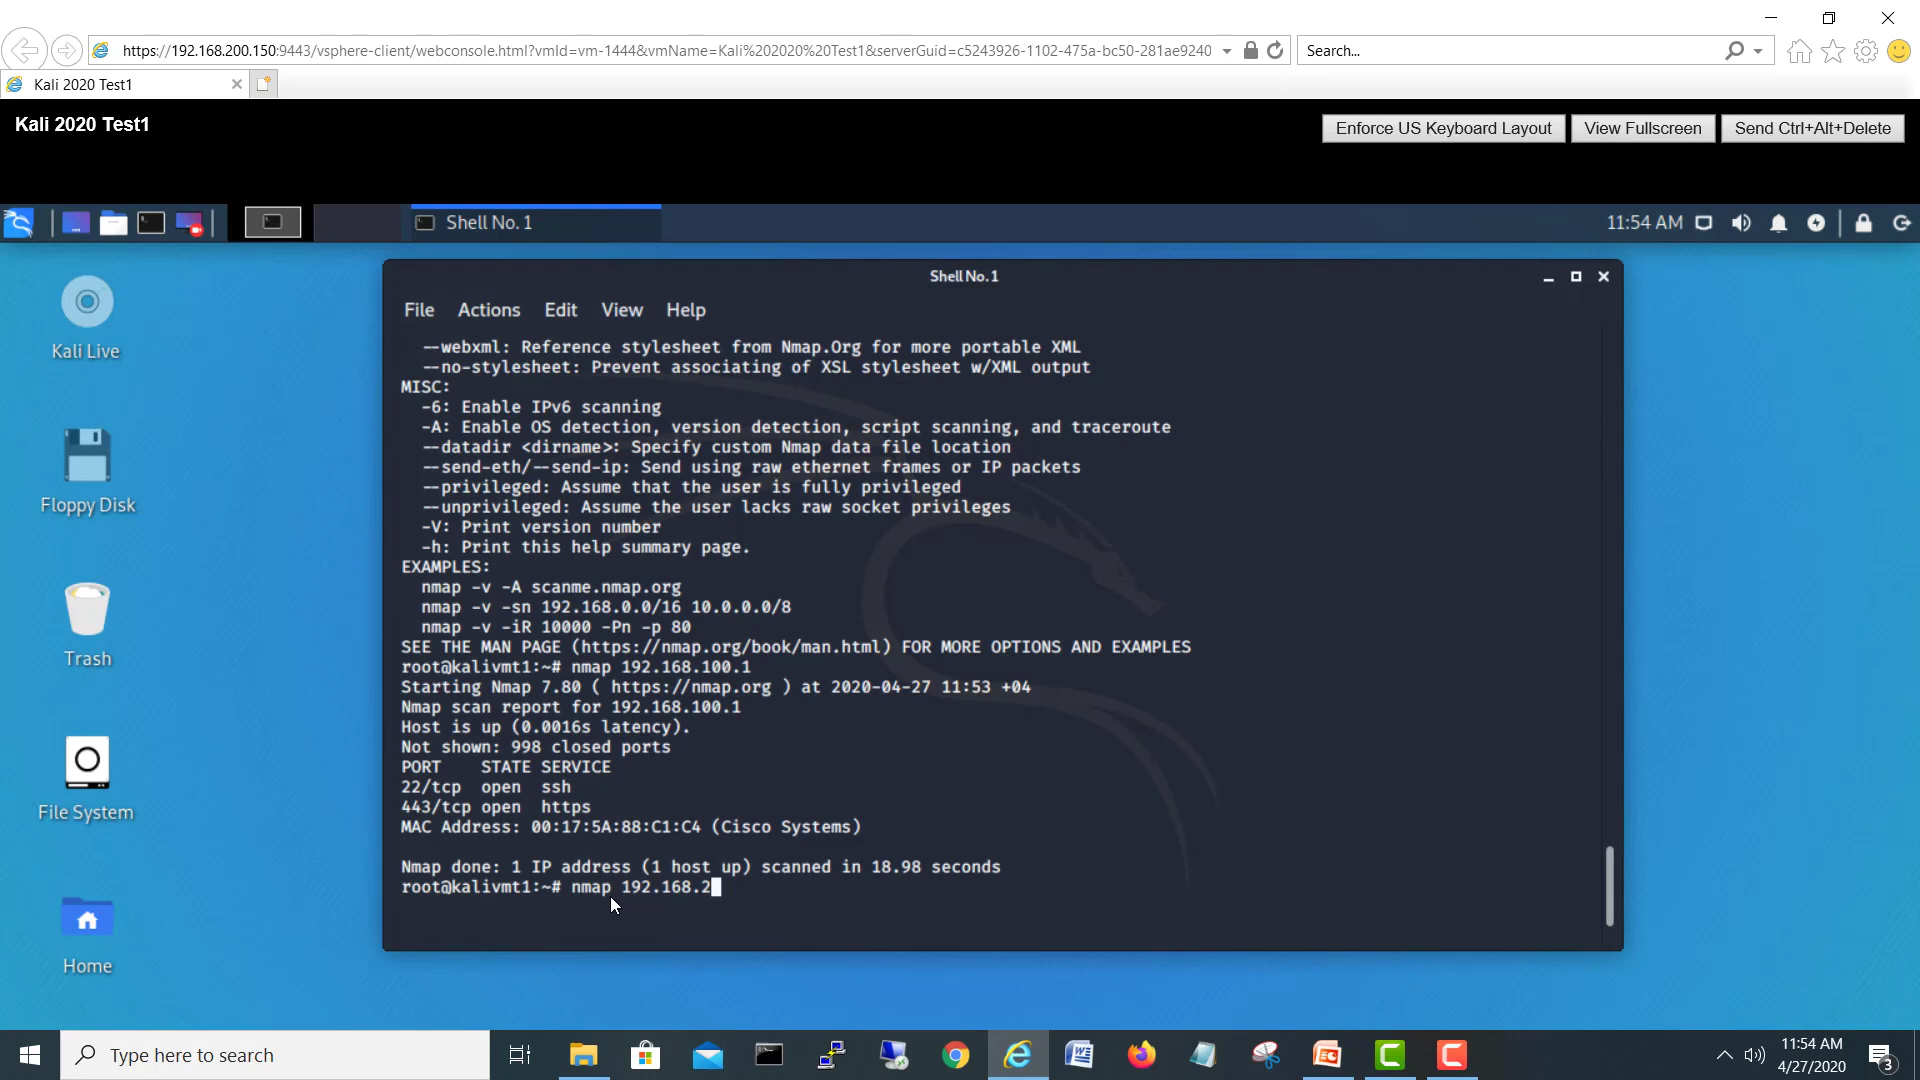 https://192.168.200.150:9443/vsphere-client/webconsole.html?vmId=vm-1444&vmName=Kali%202020%20Test1&serverGuid=c5243926-1102-475a-bc50-281ae9240
Search...
Kali 2020 Test1
Kali 2020 Test1
Enforce US Keyboard Layout
View Fullscreen
Send Ctrl+Alt+Delete
Shell No. 1
11:54 AM
Shell No. 1
File Actions Edit View Help
Kali Live
Floppy Disk
Trash
File System
Home
--webxml: Reference stylesheet from Nmap.Org for more portable XML
--no-stylesheet: Prevent associating of XSL stylesheet w/XML output
MISC:
-6: Enable IPv6 scanning
-A: Enable OS detection, version detection, script scanning, and traceroute
--datadir <dirname>: Specify custom Nmap data file location
--send-eth/--send-ip: Send using raw ethernet frames or IP packets
--privileged: Assume that the user is fully privileged
--unprivileged: Assume the user lacks raw socket privileges
-V: Print version number
-h: Print this help summary page.
EXAMPLES:
nmap -v -A scanme.nmap.org
nmap -v -sn 192.168.0.0/16 10.0.0.0/8
nmap -v -iR 10000 -Pn -p 80
SEE THE MAN PAGE (https://nmap.org/book/man.html) FOR MORE OPTIONS AND EXAMPLES
root@kalivmt1:~# nmap 192.168.100.1
Starting Nmap 7.80 ( https://nmap.org ) at 2020-04-27 11:53 +04
Nmap scan report for 192.168.100.1
Host is up (0.0016s latency).
Not shown: 998 closed ports
PORT STATE SERVICE
22/tcp open ssh
443/tcp open https
MAC Address: 00:17:5A:88:C1:C4 (Cisco Systems)
Nmap done: 1 IP address (1 host up) scanned in 18.98 seconds
root@kalivmt1:~# nmap 192.168.2
Type here to search
11:54 AM
4/27/2020
3